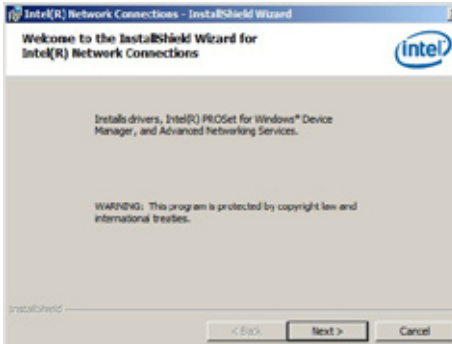 Intel(R) Network Connections - InstallShield Wizard
Welcome to the InstallShield Wizard for
Intel(R) Network Connections
intel
Installs drivers, Intel(R) PROSet for Windows* Device
Manager, and Advanced Networking Services.
WARNING: This program is protected by copyright law and
international treaties.
InstallShield
< Back
Next >
Cancel